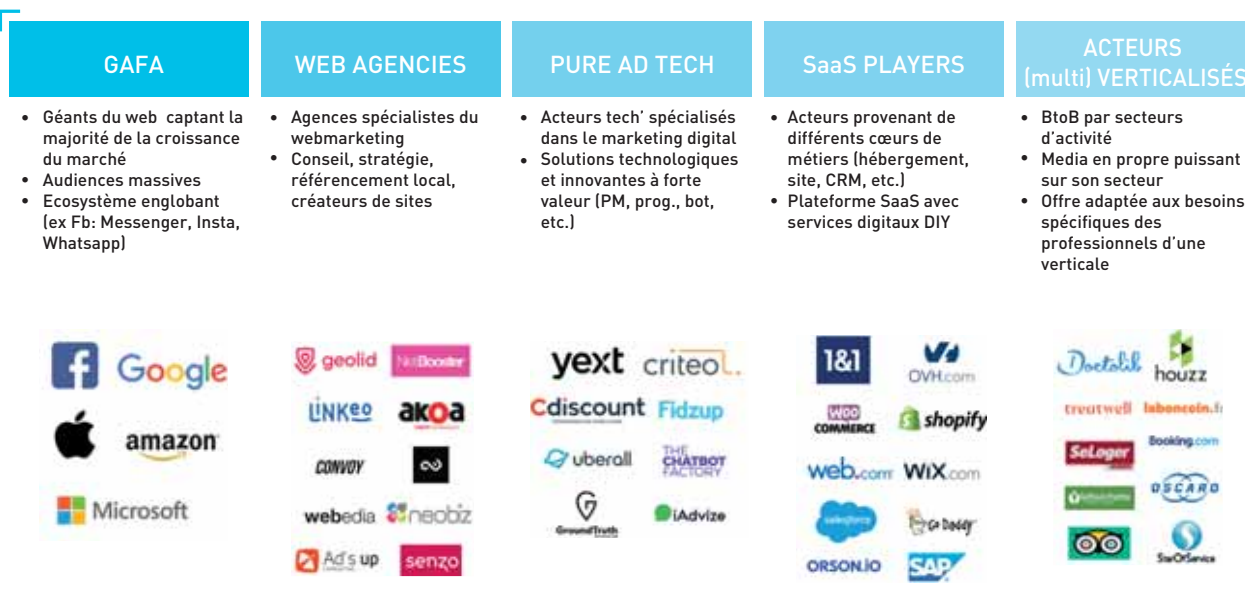 GAFA
WEB AGENCIES
PURE AD TECH
SaaS PLAYERS
ACTEURS
(multi) VERTICALISÉS
• Géants du web captant la
majorité de la croissance
du marché
• Audiences massives
• Ecosystème englobant
(ex Fb: Messenger, Insta,
Whatsapp)
• Agences spécialistes du
webmarketing
• Conseil, stratégie,
référencement local,
créateurs de sites
• Acteurs tech' spécialisés
dans le marketing digital
• Solutions technologiques
et innovantes à forte
valeur (PM, prog., bot,
etc.)
• Acteurs provenant de
différents cœurs de
métiers (hébergement,
site, CRM, etc.)
• Plateforme SaaS avec
services digitaux DIY
• BtoB par secteurs
d'activité
• Media en propre puissant
sur son secteur
• Offre adaptée aux besoins
spécifiques des
professionnels d'une
verticale
f Google
amazon
Microsoft
geolid NetBooster
LiNKeo akoa
CONVOY
webedia neobiz
Ad's up senzo
yext criteo
Cdiscount Fidzup
uberall THE
CHATBOT
FACTORY
GroundTruth iAdvize
1&1 OVH.com
WOO
COMMERCE shopify
web.com WiX.com
salesforce Go Daddy
ORSON.IO SAP
Doctolib houzz
treatwell leboncoin.fr
SeLoger Booking.com
OSCARO
StarOfService